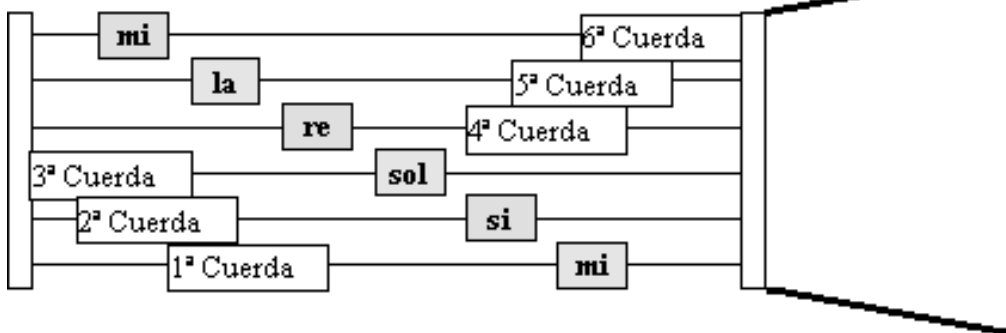 mi 6ª Cuerda
la 5ª Cuerda
re 4ª Cuerda
3ª Cuerda sol
2ª Cuerda si
1ª Cuerda mi